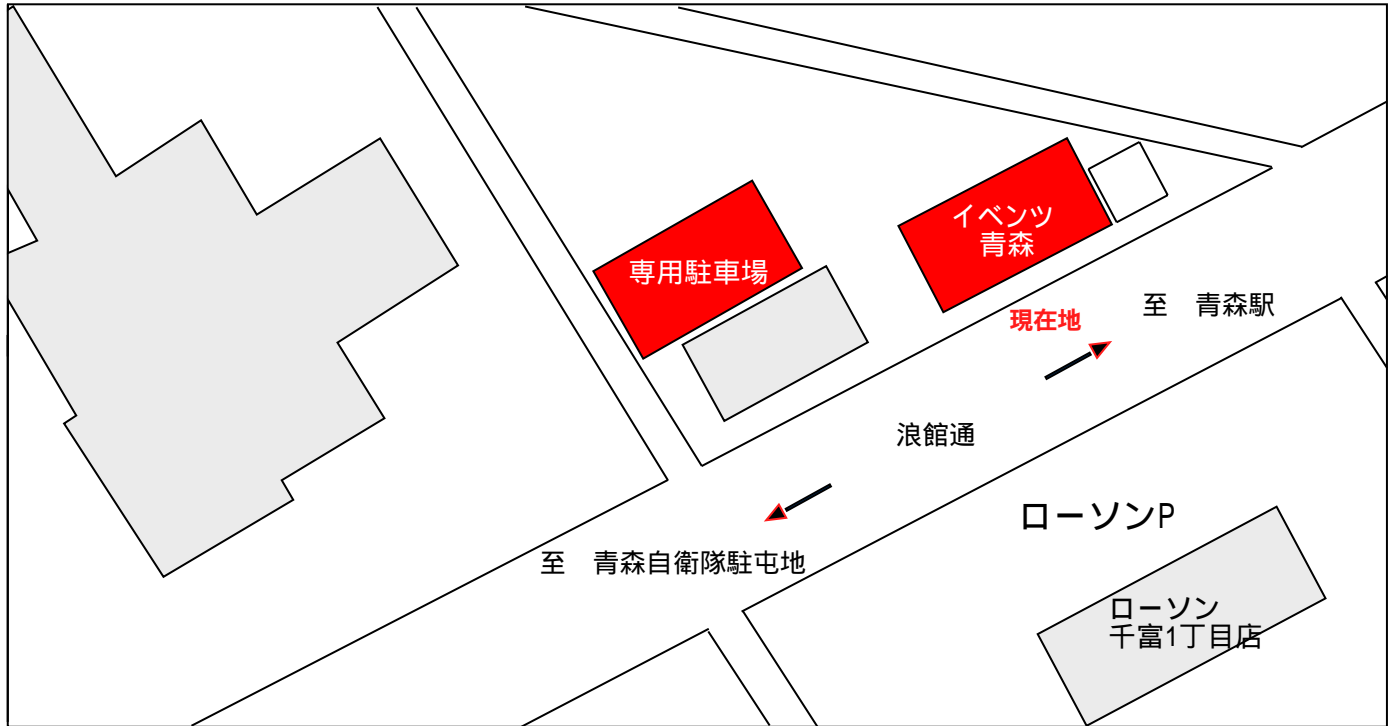 イベンツ
青森
専用駐車場
至　青森駅
現在地
浪館通
ローソンP
至　青森自衛隊駐屯地
ローソン
千富1丁目店